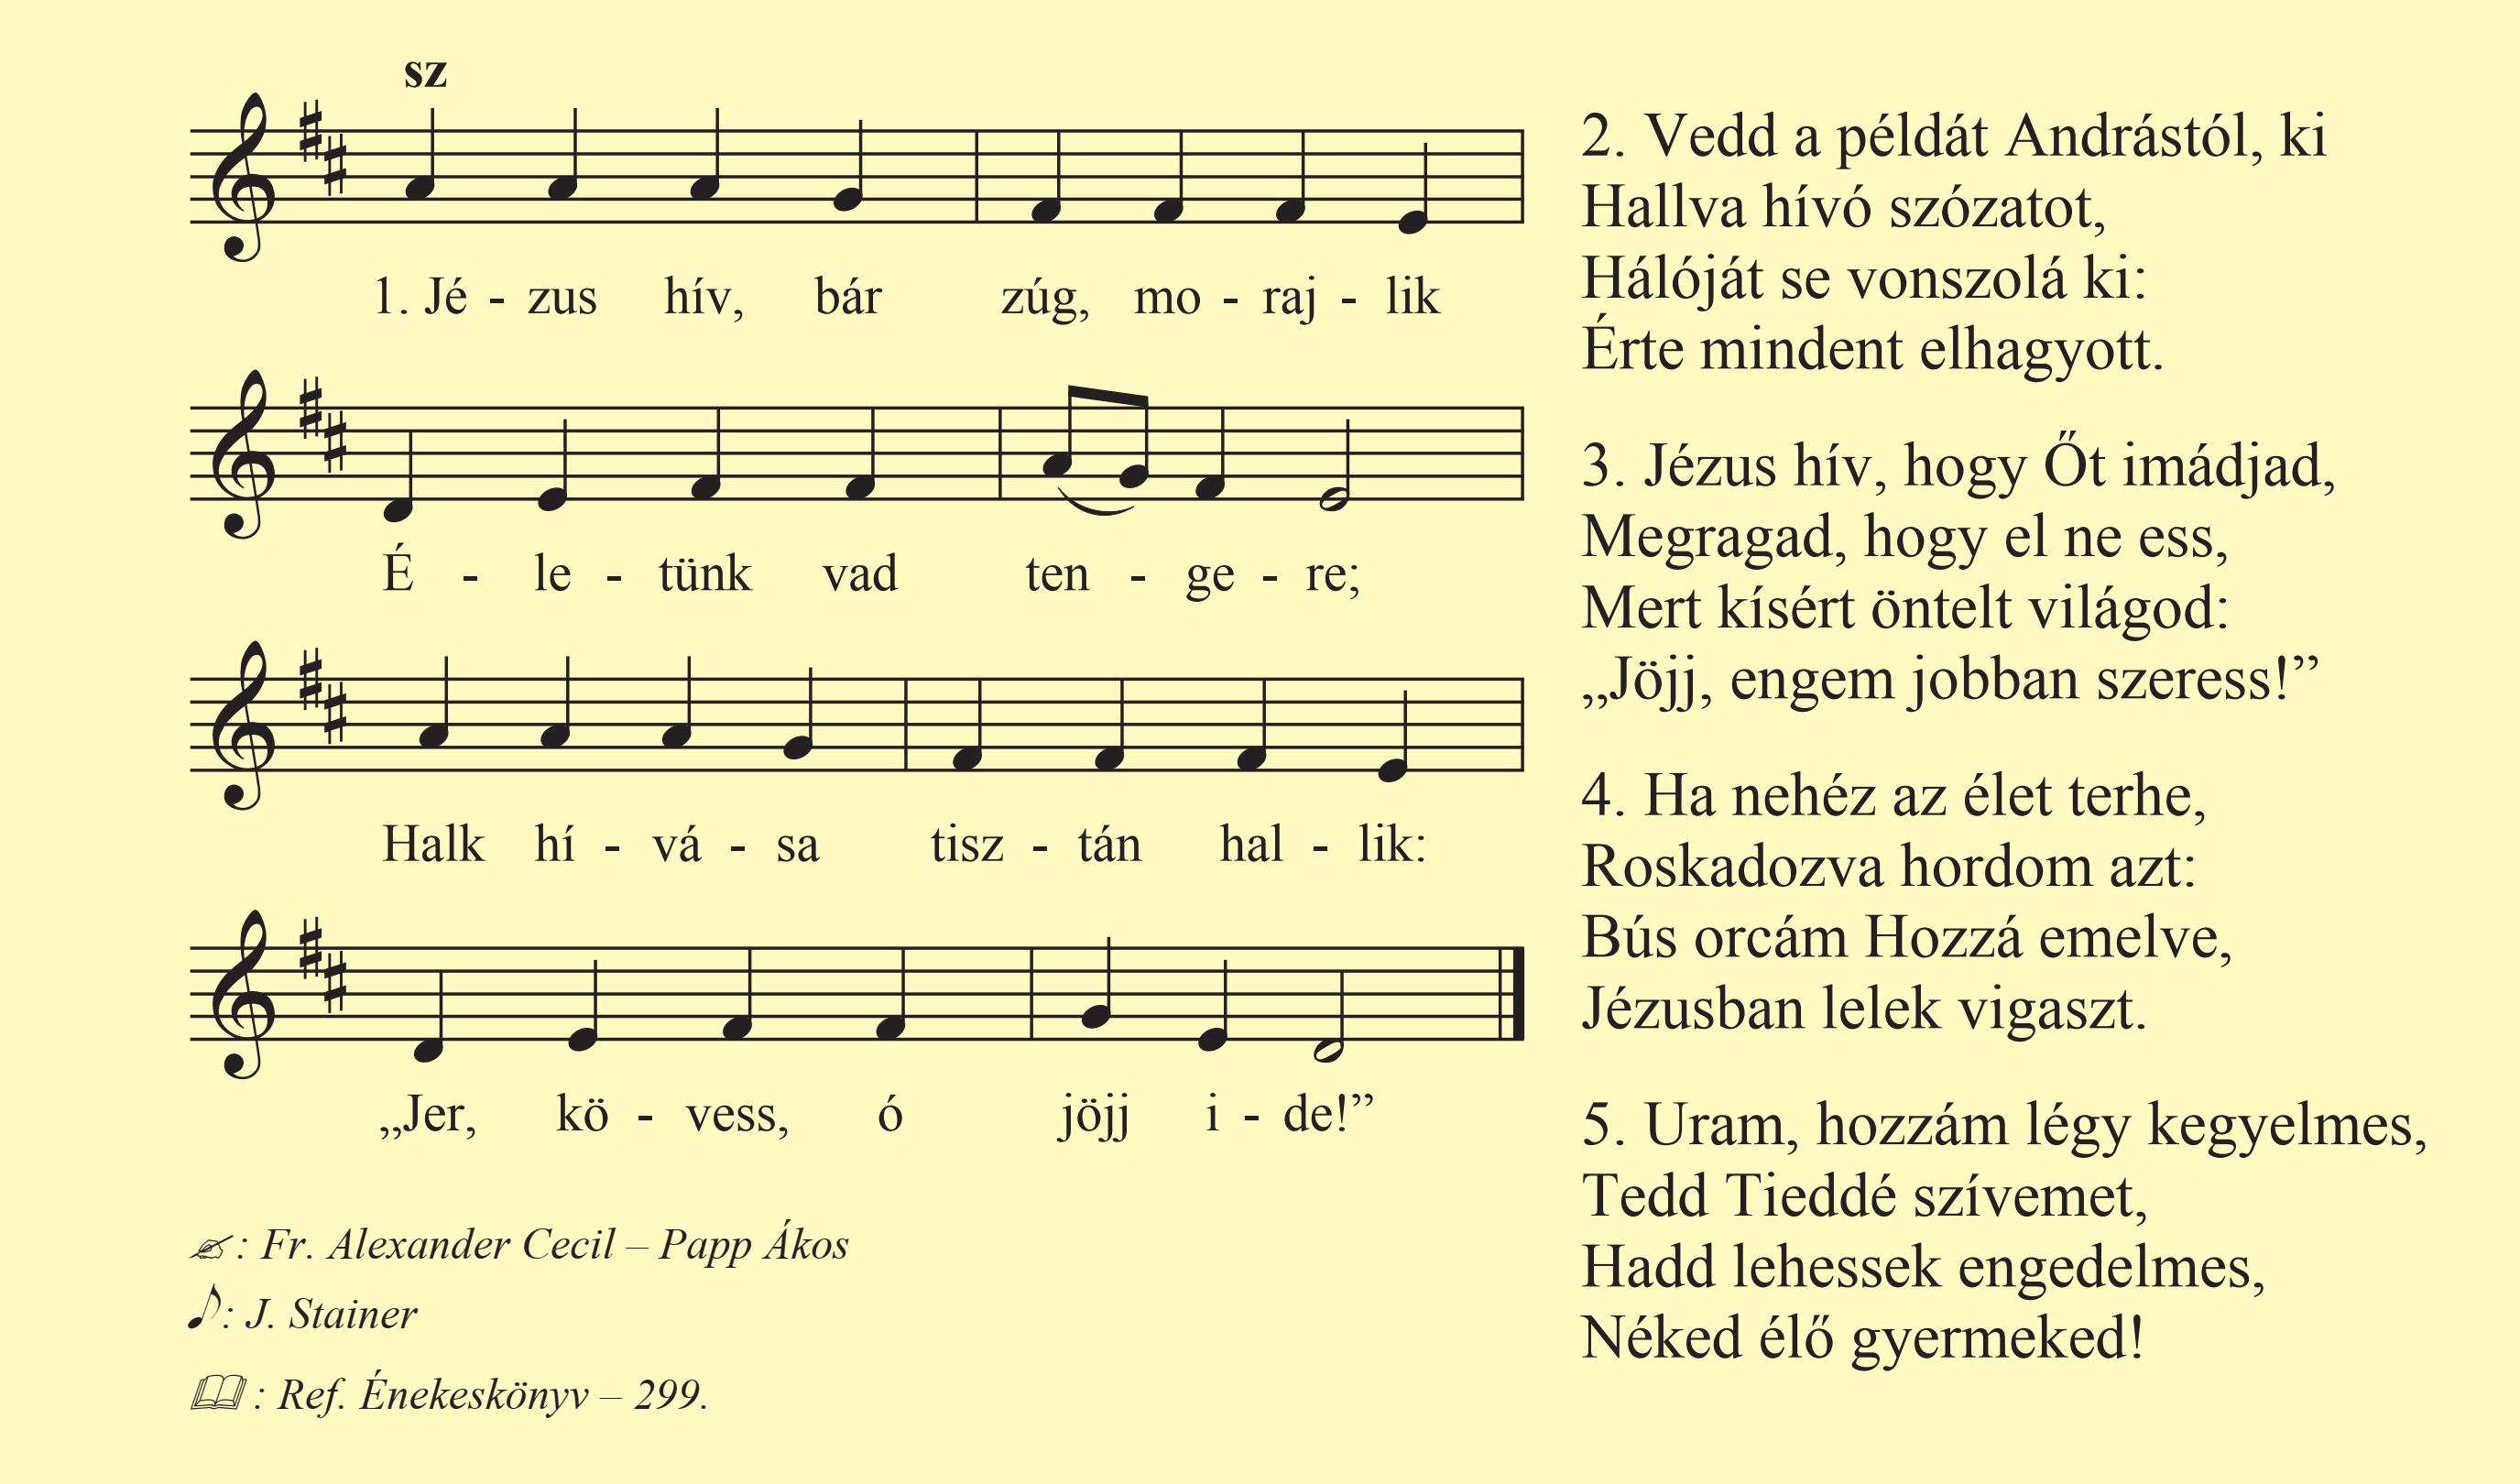 sz
1. Jé - zus hív, bár zúg, mo - raj - lik
É - le - tünk vad ten - ge - re;
Halk hí - vá - sa tisz - tán hal - lik:
„Jer, kö - vess, ó jöjj i - de!”
: Fr. Alexander Cecil – Papp Ákos
: J. Stainer
: Ref. Énekeskönyv – 299.
2. Vedd a példát Andrástól, ki
Hallva hívó szózatot,
Hálóját se vonszolá ki:
Érte mindent elhagyott.
3. Jézus hív, hogy Őt imádjad,
Megragad, hogy el ne ess,
Mert kísért öntelt világod:
„Jöjj, engem jobban szeress!”
4. Ha nehéz az élet terhe,
Roskadozva hordom azt:
Bús orcám Hozzá emelve,
Jézusban lelek vigaszt.
5. Uram, hozzám légy kegyelmes,
Tedd Tieddé szívemet,
Hadd lehessek engedelmes,
Néked élő gyermeked!